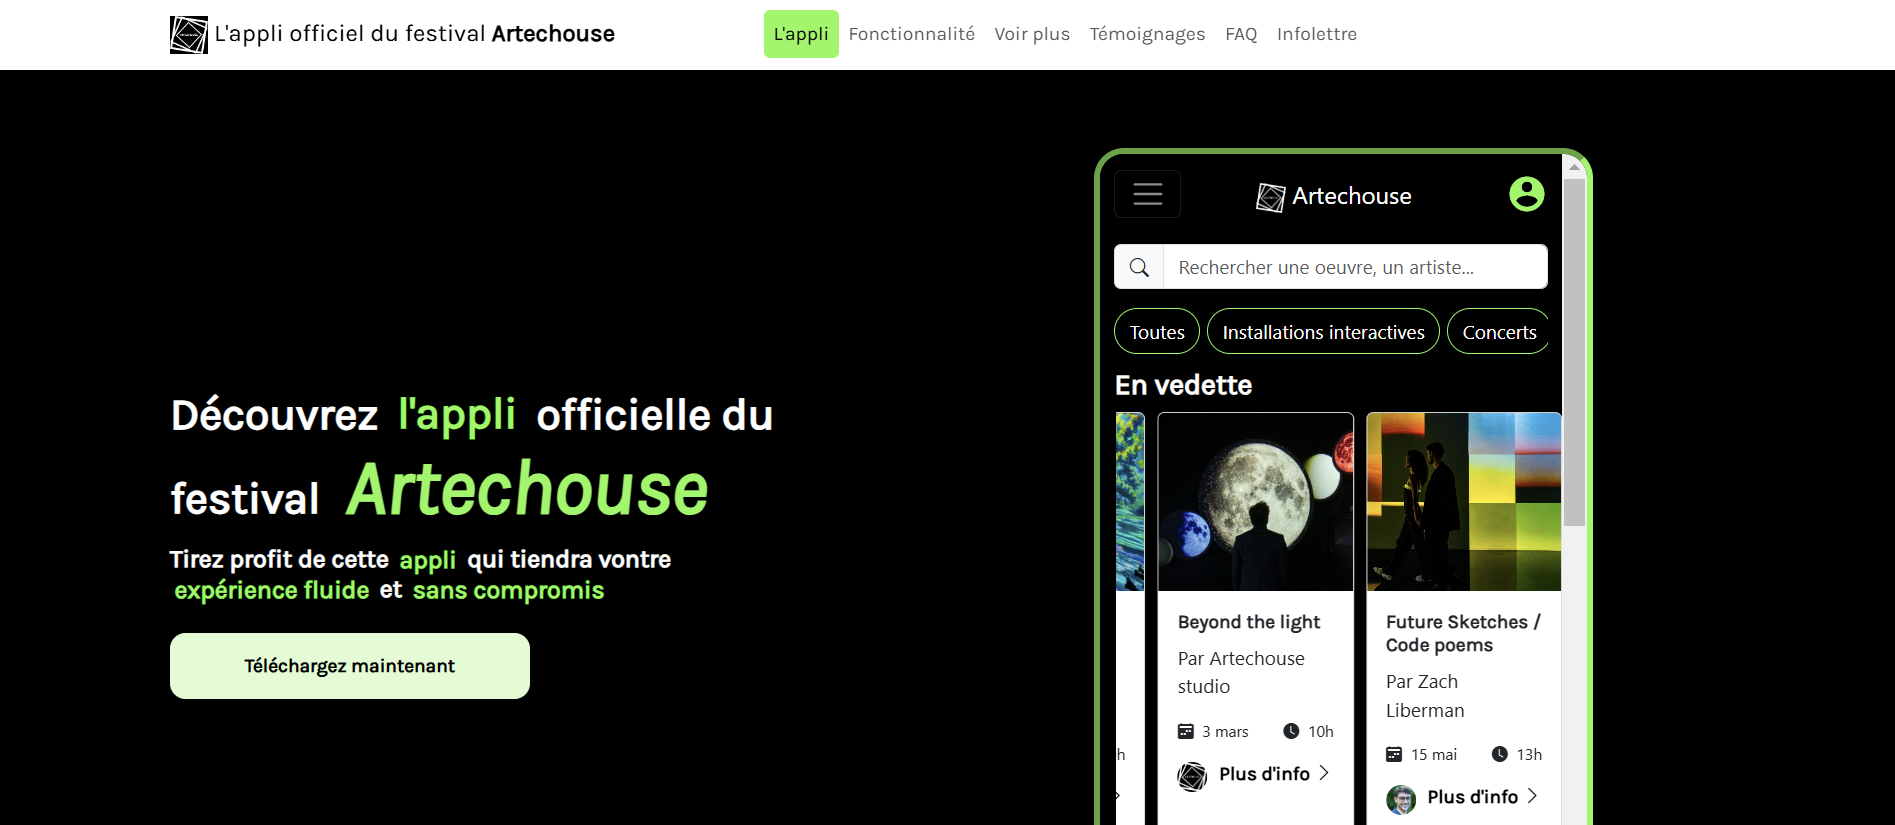 L'appli officiel du festival Artechouse
L'appli Fonctionnalité Voir plus Témoignages FAQ Infolettre
Découvrez l'appli officielle du
festival Artechouse
Tirez profit de cette appli qui tiendra vontre
expérience fluide et sans compromis
Téléchargez maintenant
Artechouse
Rechercher une oeuvre, un artiste...
Toutes Installations interactives Concerts
En vedette
h
Beyond the light
Par Artechouse
studio
3 mars 10h
Plus d'info
Future Sketches /
Code poems
Par Zach
Liberman
15 mai 13h
Plus d'info